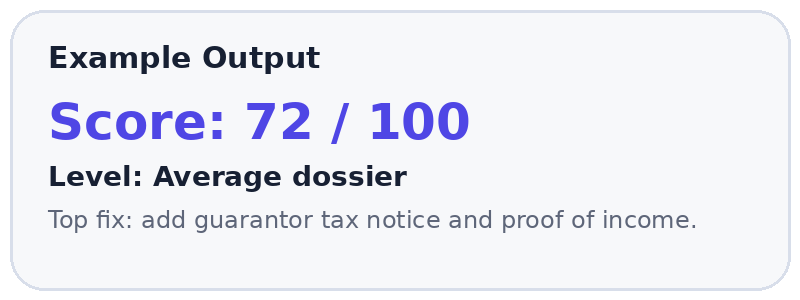 Example Output
Score: 72 / 100
Level: Average dossier
Top fix: add guarantor tax notice and proof of income.